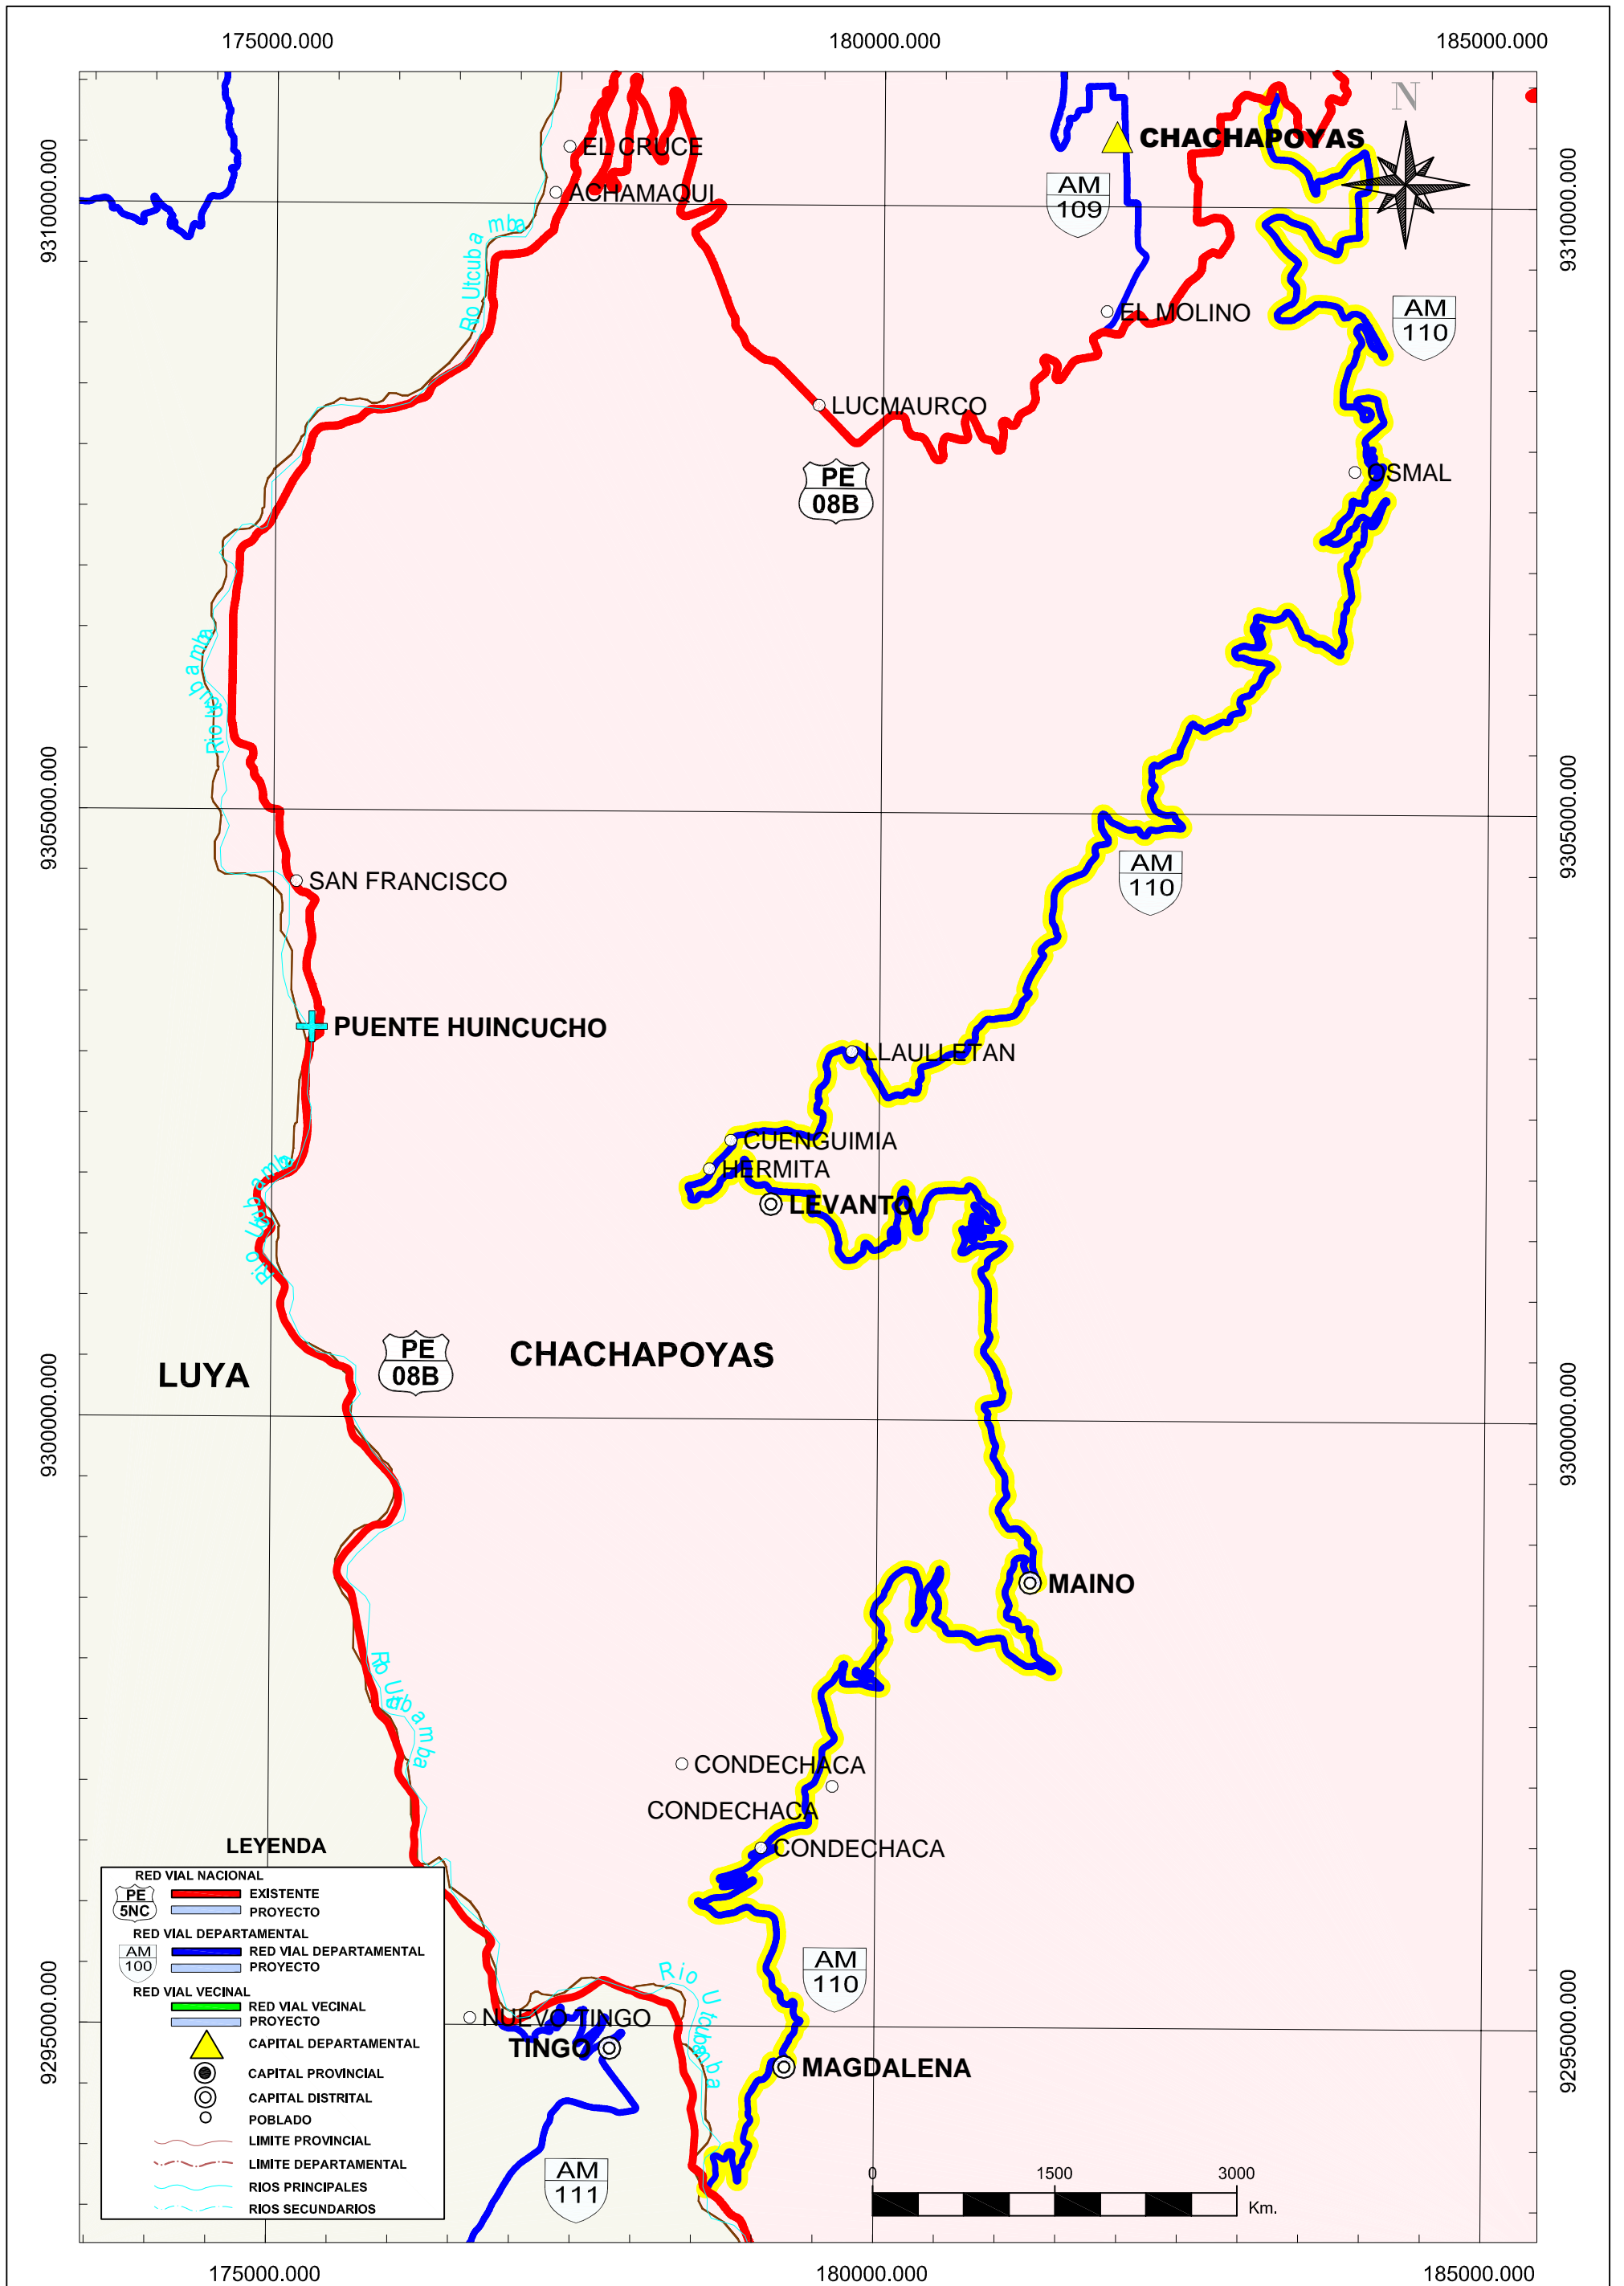 175000.000
180000.000
185000.000
N
9310000.000
9310000.000
EL CRUCE
CHACHAPOYAS
ACHAMAQUI
AM
109
Rio Utcubamba
EL MOLINO
AM
110
LUCMAURCO
OSMAL
PE
08B
Rio Utcubamba
9305000.000
9305000.000
SAN FRANCISCO
AM
110
PUENTE HUINCUCHO
LLAULLETAN
CUENGUIMIA
HERMITA
Rio Utcubamba
LEVANTO
PE
08B
CHACHAPOYAS
LUYA
9300000.000
9300000.000
MAINO
Rio Utcubamba
CONDECHACA
CONDECHACA
CONDECHACA
AM
110
Rio Utcubamba
NUEVO TINGO
TINGO
MAGDALENA
9295000.000
9295000.000
AM
111
LEYENDA
RED VIAL NACIONAL
PE
5NC
EXISTENTE
PROYECTO
RED VIAL DEPARTAMENTAL
AM
100
RED VIAL DEPARTAMENTAL
PROYECTO
RED VIAL VECINAL
RED VIAL VECINAL
PROYECTO
CAPITAL DEPARTAMENTAL
CAPITAL PROVINCIAL
CAPITAL DISTRITAL
POBLADO
LIMITE PROVINCIAL
LIMITE DEPARTAMENTAL
RIOS PRINCIPALES
RIOS SECUNDARIOS
0 1500 3000
Km.
175000.000
180000.000
185000.000